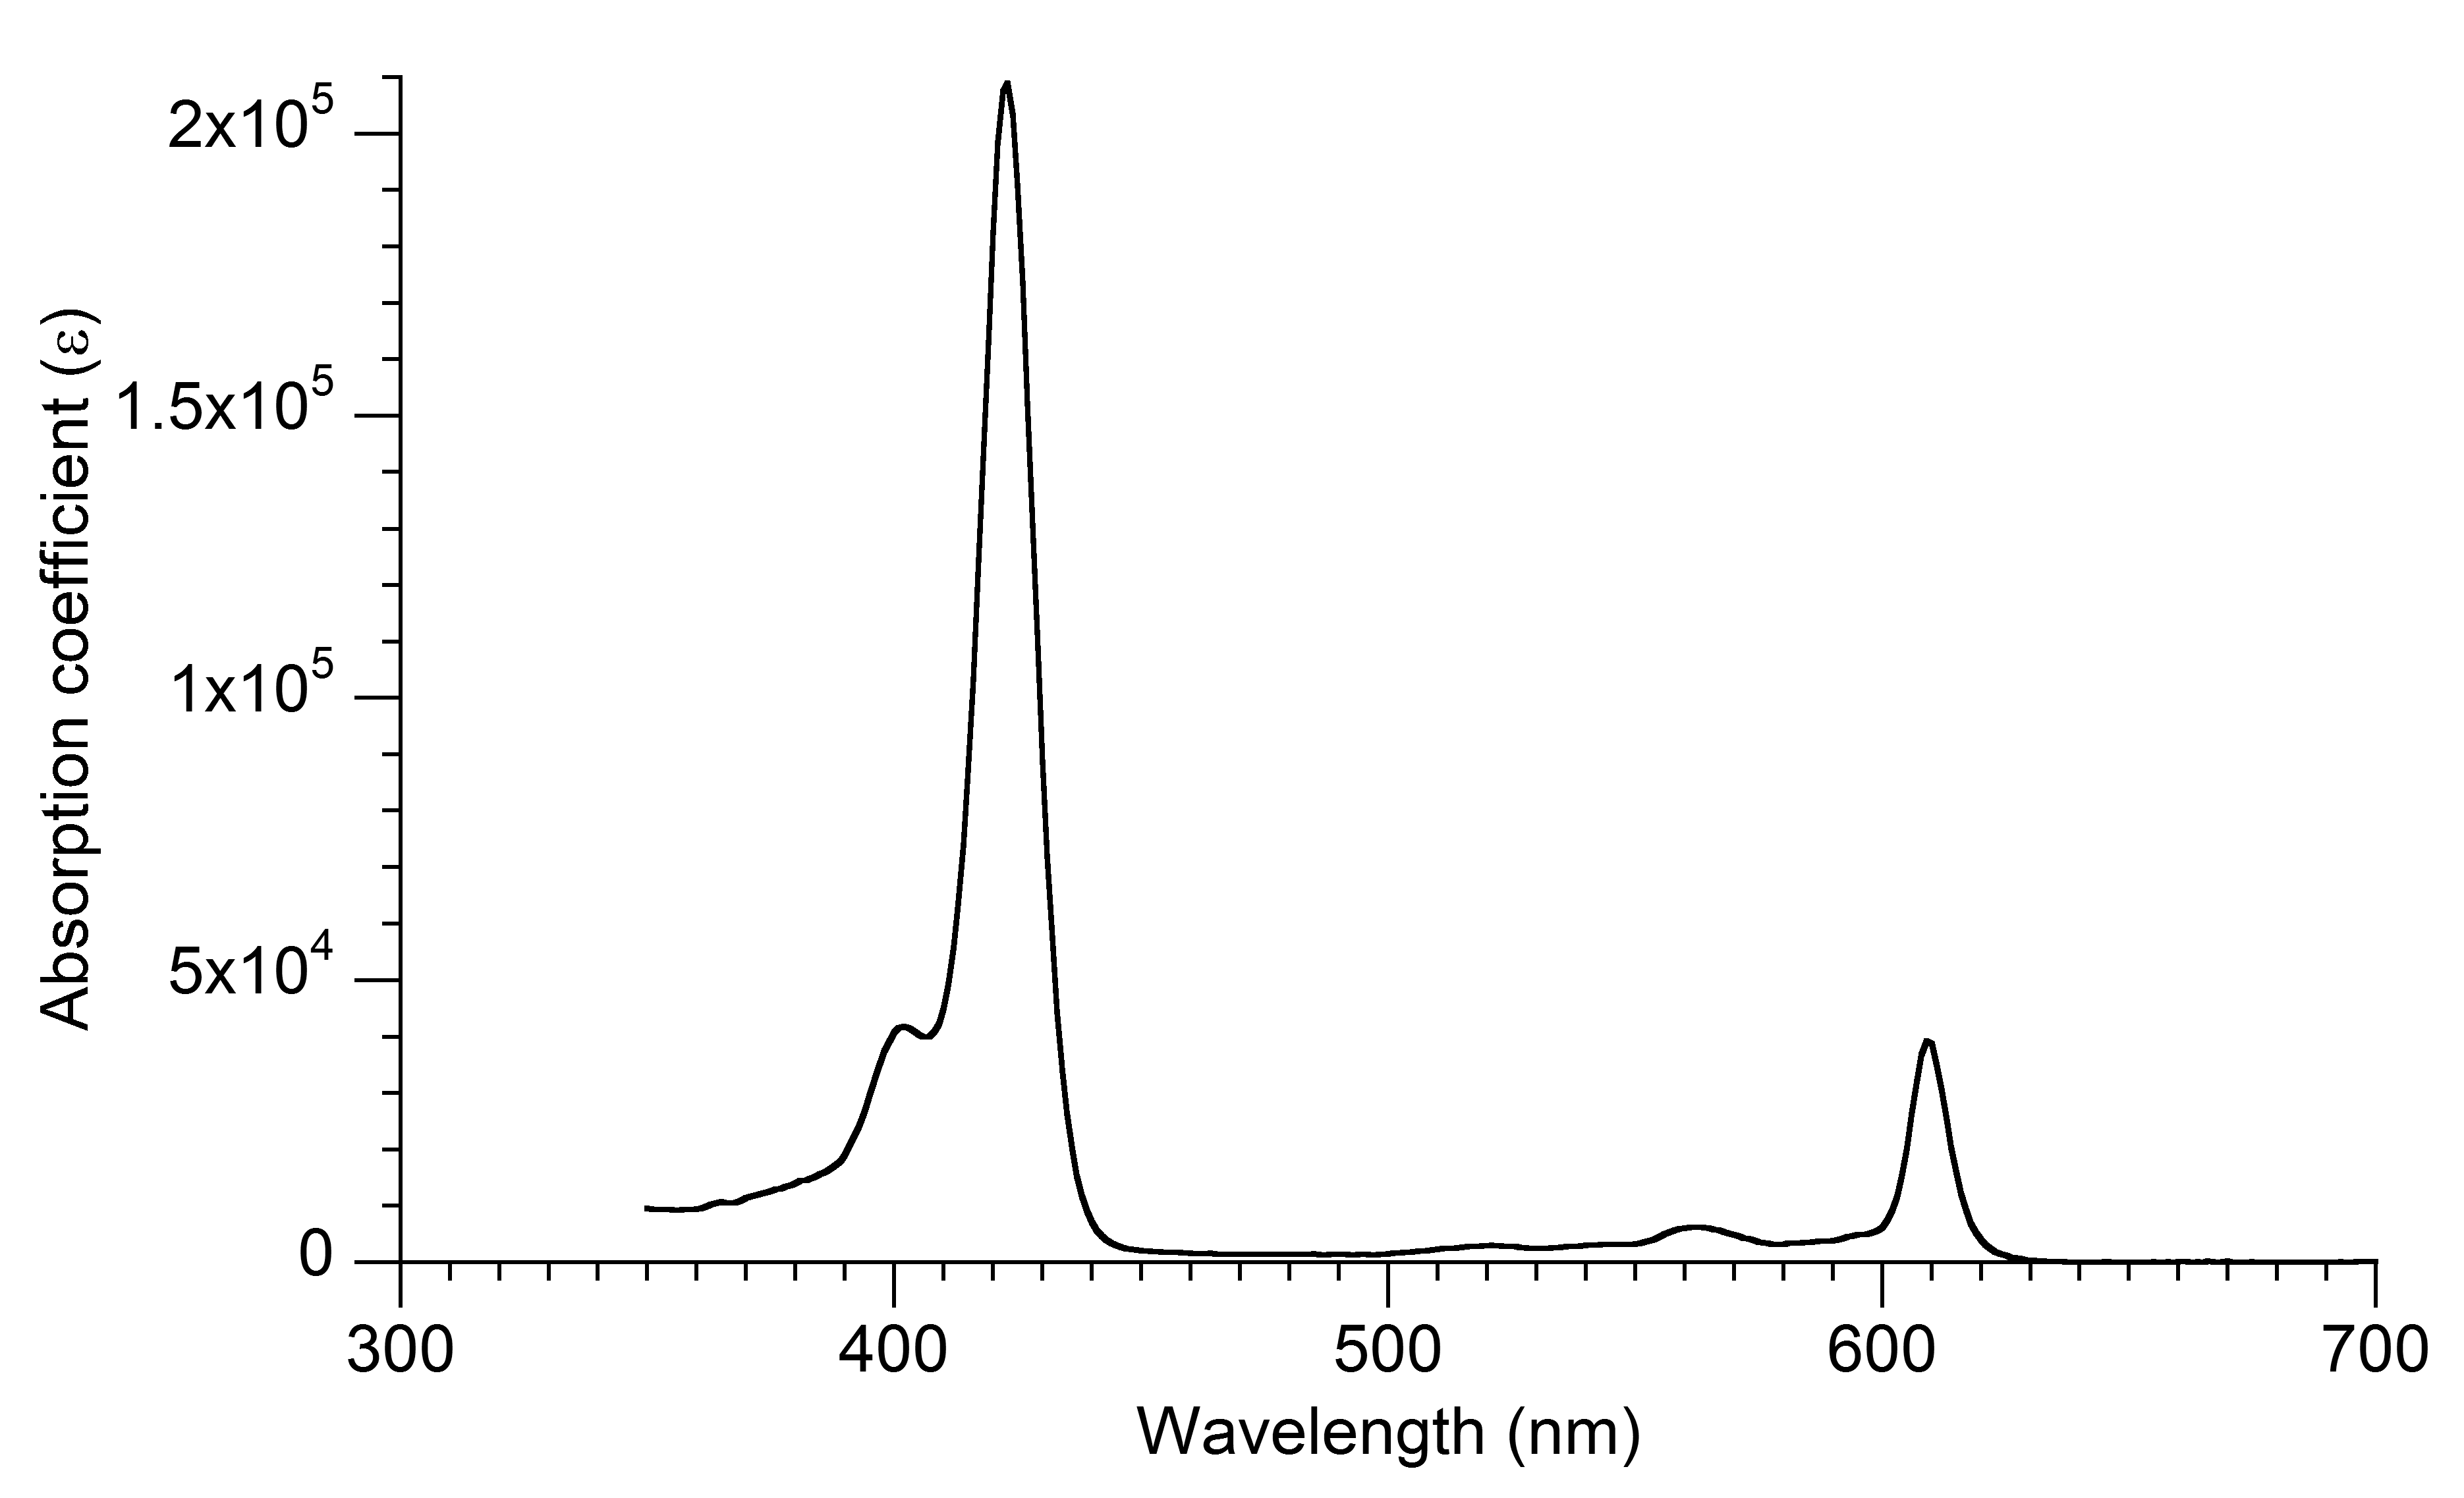 Absorption coefficient (ε)
2x10⁵
1.5x10⁵
1x10⁵
5x10⁴
0
300 400 500 600 700
Wavelength (nm)